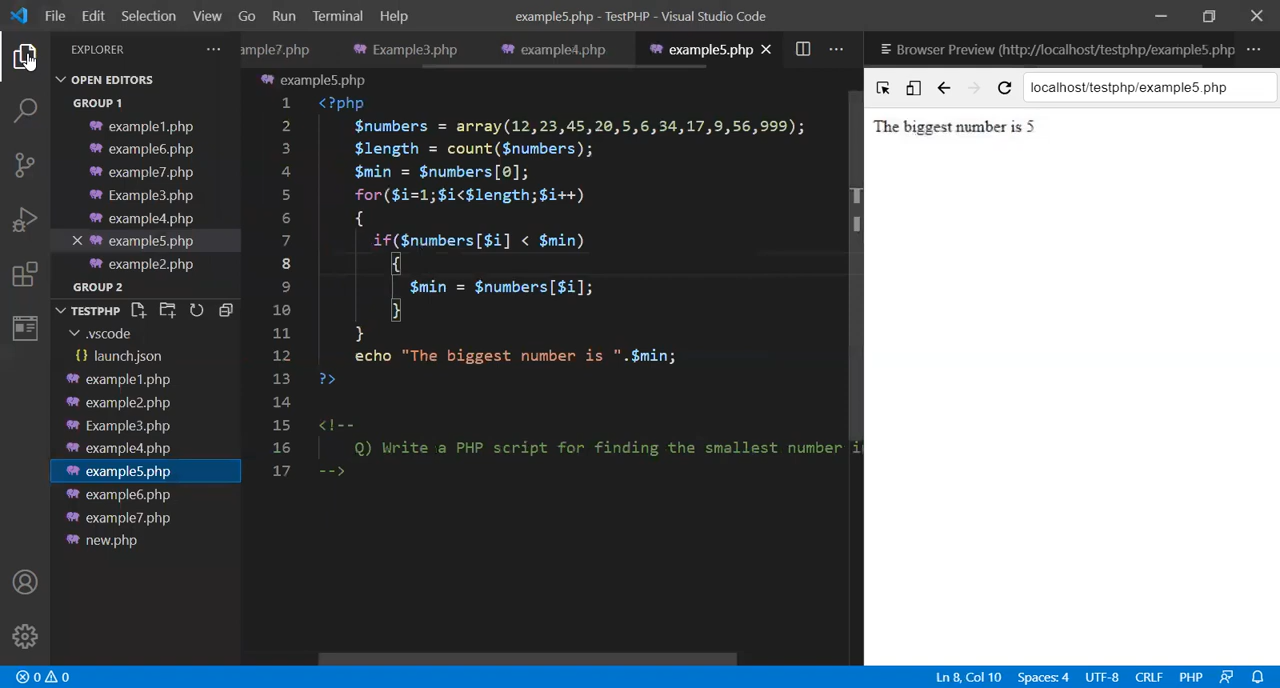 File Edit Selection View Go Run Terminal Help
example5.php - TestPHP - Visual Studio Code
EXPLORER
OPEN EDITORS
GROUP 1
example1.php
example6.php
example7.php
Example3.php
example4.php
example5.php
example2.php
GROUP 2
TESTPHP
.vscode
{} launch.json
example1.php
example2.php
Example3.php
example4.php
example5.php
example6.php
example7.php
new.php
ample7.php Example3.php example4.php example5.php
example5.php
1 <?php
2 $numbers = array(12,23,45,20,5,6,34,17,9,56,999);
3 $length = count($numbers);
4 $min = $numbers[0];
5 for($i=1;$i<$length;$i++)
6 {
7 if($numbers[$i] < $min)
8 {
9 $min = $numbers[$i];
10 }
11 }
12 echo "The biggest number is ".$min;
13 ?>
14
15 <!--
16 Q) Write a PHP script for finding the smallest number i
17 -->
Browser Preview (http://localhost/testphp/example5.php
localhost/testphp/example5.php
The biggest number is 5
0 0
Ln 8, Col 10 Spaces: 4 UTF-8 CRLF PHP